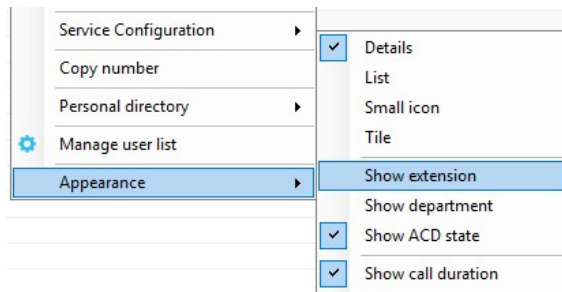 Service Configuration
Copy number
Personal directory
Manage user list
Appearance
Details
List
Small icon
Tile
Show extension
Show department
Show ACD state
Show call duration